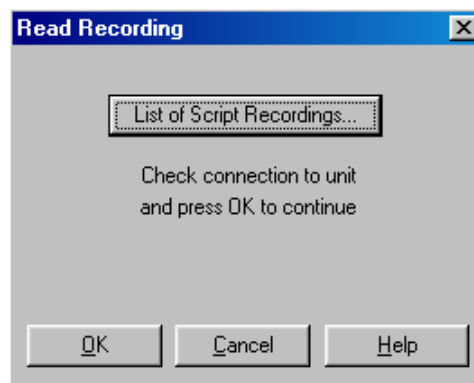 Read Recording
List of Script Recordings...
Check connection to unit
and press OK to continue
OK Cancel Help